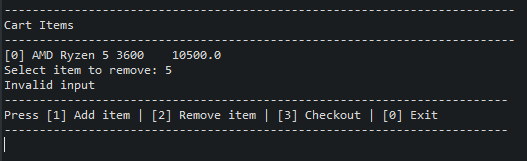 ---------------------------------------------------------------
Cart Items
---------------------------------------------------------------
[0] AMD Ryzen 5 3600    10500.0
Select item to remove: 5
Invalid input
---------------------------------------------------------------
Press [1] Add item | [2] Remove item | [3] Checkout | [0] Exit
---------------------------------------------------------------